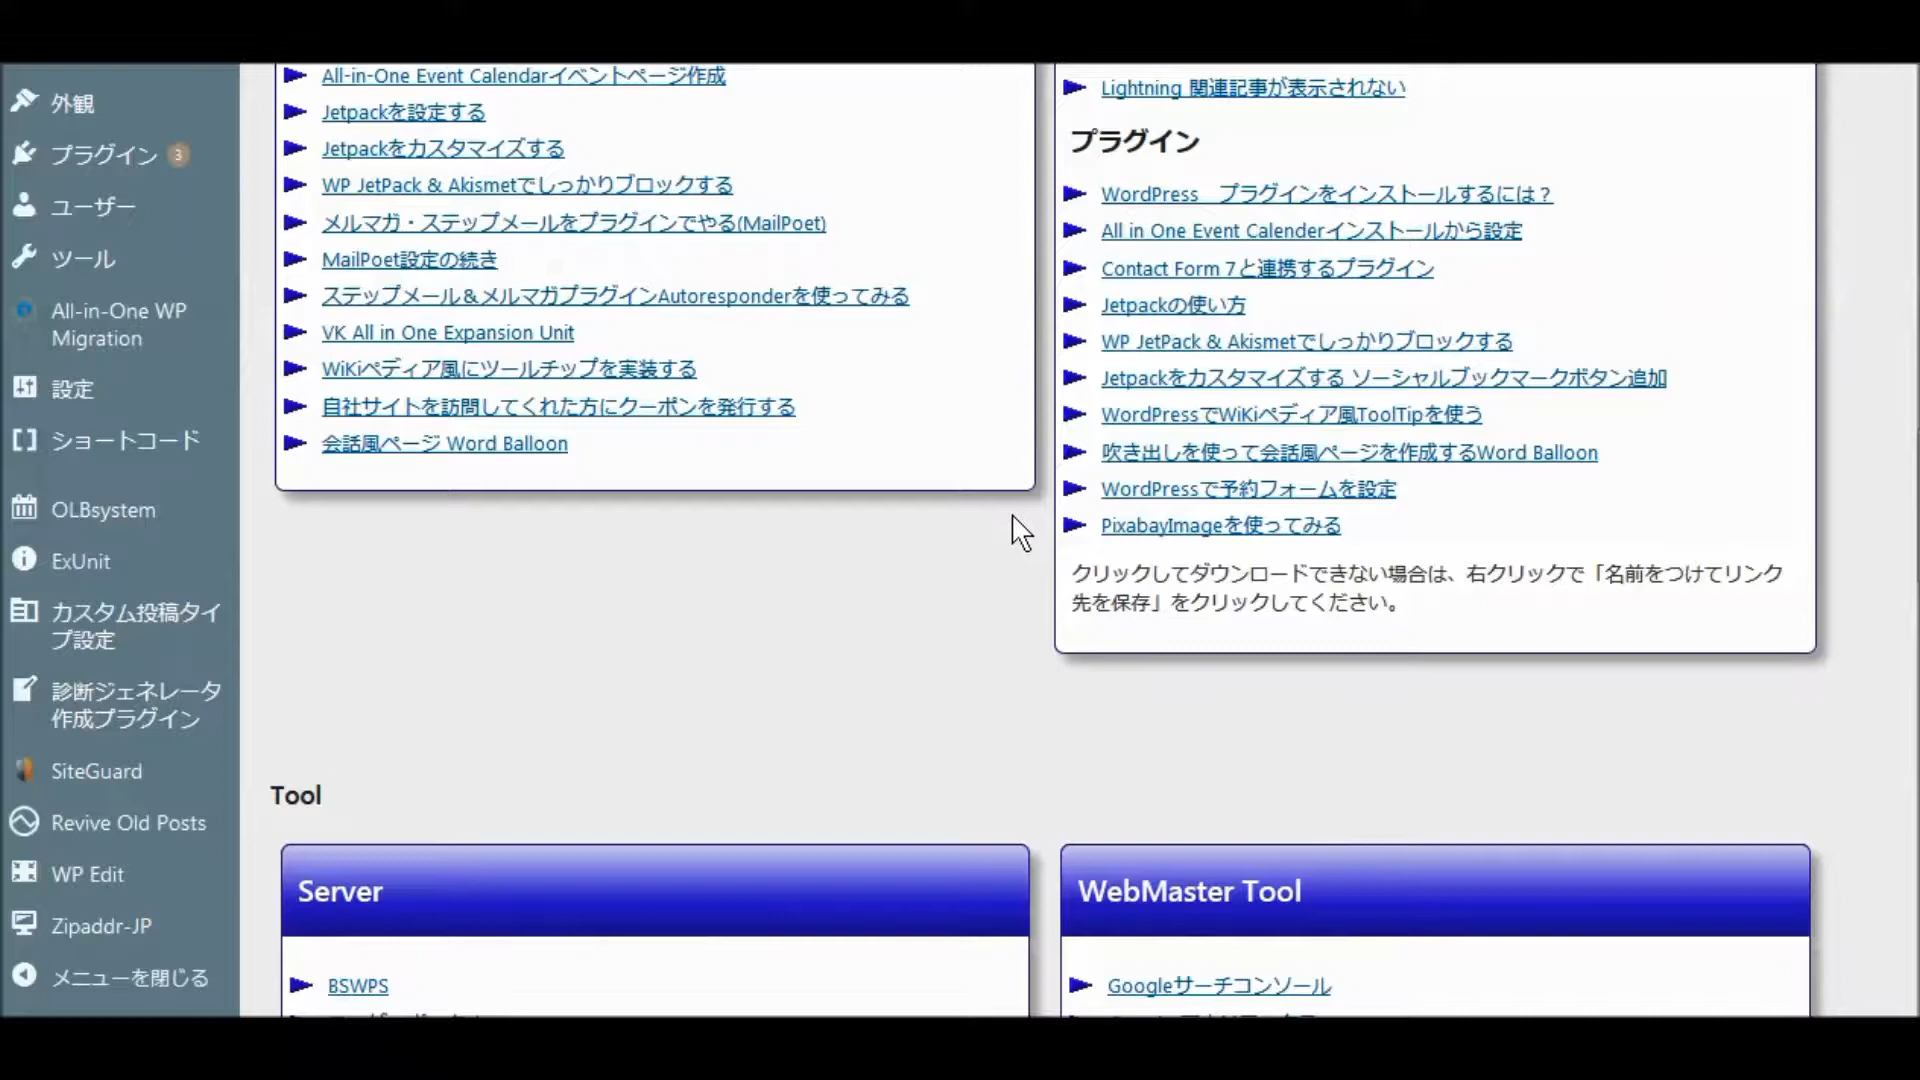 外観
プラグイン 3
ユーザー
ツール
All-in-One WP
Migration
設定
ショートコード
OLBsystem
ExUnit
カスタム投稿タイ
プ設定
診断ジェネレータ
作成プラグイン
SiteGuard
Revive Old Posts
WP Edit
Zipaddr-JP
メニューを閉じる
All-in-One Event Calendarイベントページ作成
Jetpackを設定する
Jetpackをカスタマイズする
WP JetPack & Akismetでしっかりブロックする
メルマガ・ステップメールをプラグインでやる(MailPoet)
MailPoet設定の続き
ステップメール＆メルマガプラグインAutoresponderを使ってみる
VK All in One Expansion Unit
WiKiペディア風にツールチップを実装する
自社サイトを訪問してくれた方にクーポンを発行する
会話風ページ Word Balloon
Lightning 関連記事が表示されない
プラグイン
WordPress　プラグインをインストールするには？
All in One Event Calenderインストールから設定
Contact Form 7と連携するプラグイン
Jetpackの使い方
WP JetPack & Akismetでしっかりブロックする
Jetpackをカスタマイズする ソーシャルブックマークボタン追加
WordPressでWiKiペディア風ToolTipを使う
吹き出しを使って会話風ページを作成するWord Balloon
WordPressで予約フォームを設定
PixabayImageを使ってみる
クリックしてダウンロードできない場合は、右クリックで「名前をつけてリンク
先を保存」をクリックしてください。
Tool
Server
BSWPS
WebMaster Tool
Googleサーチコンソール